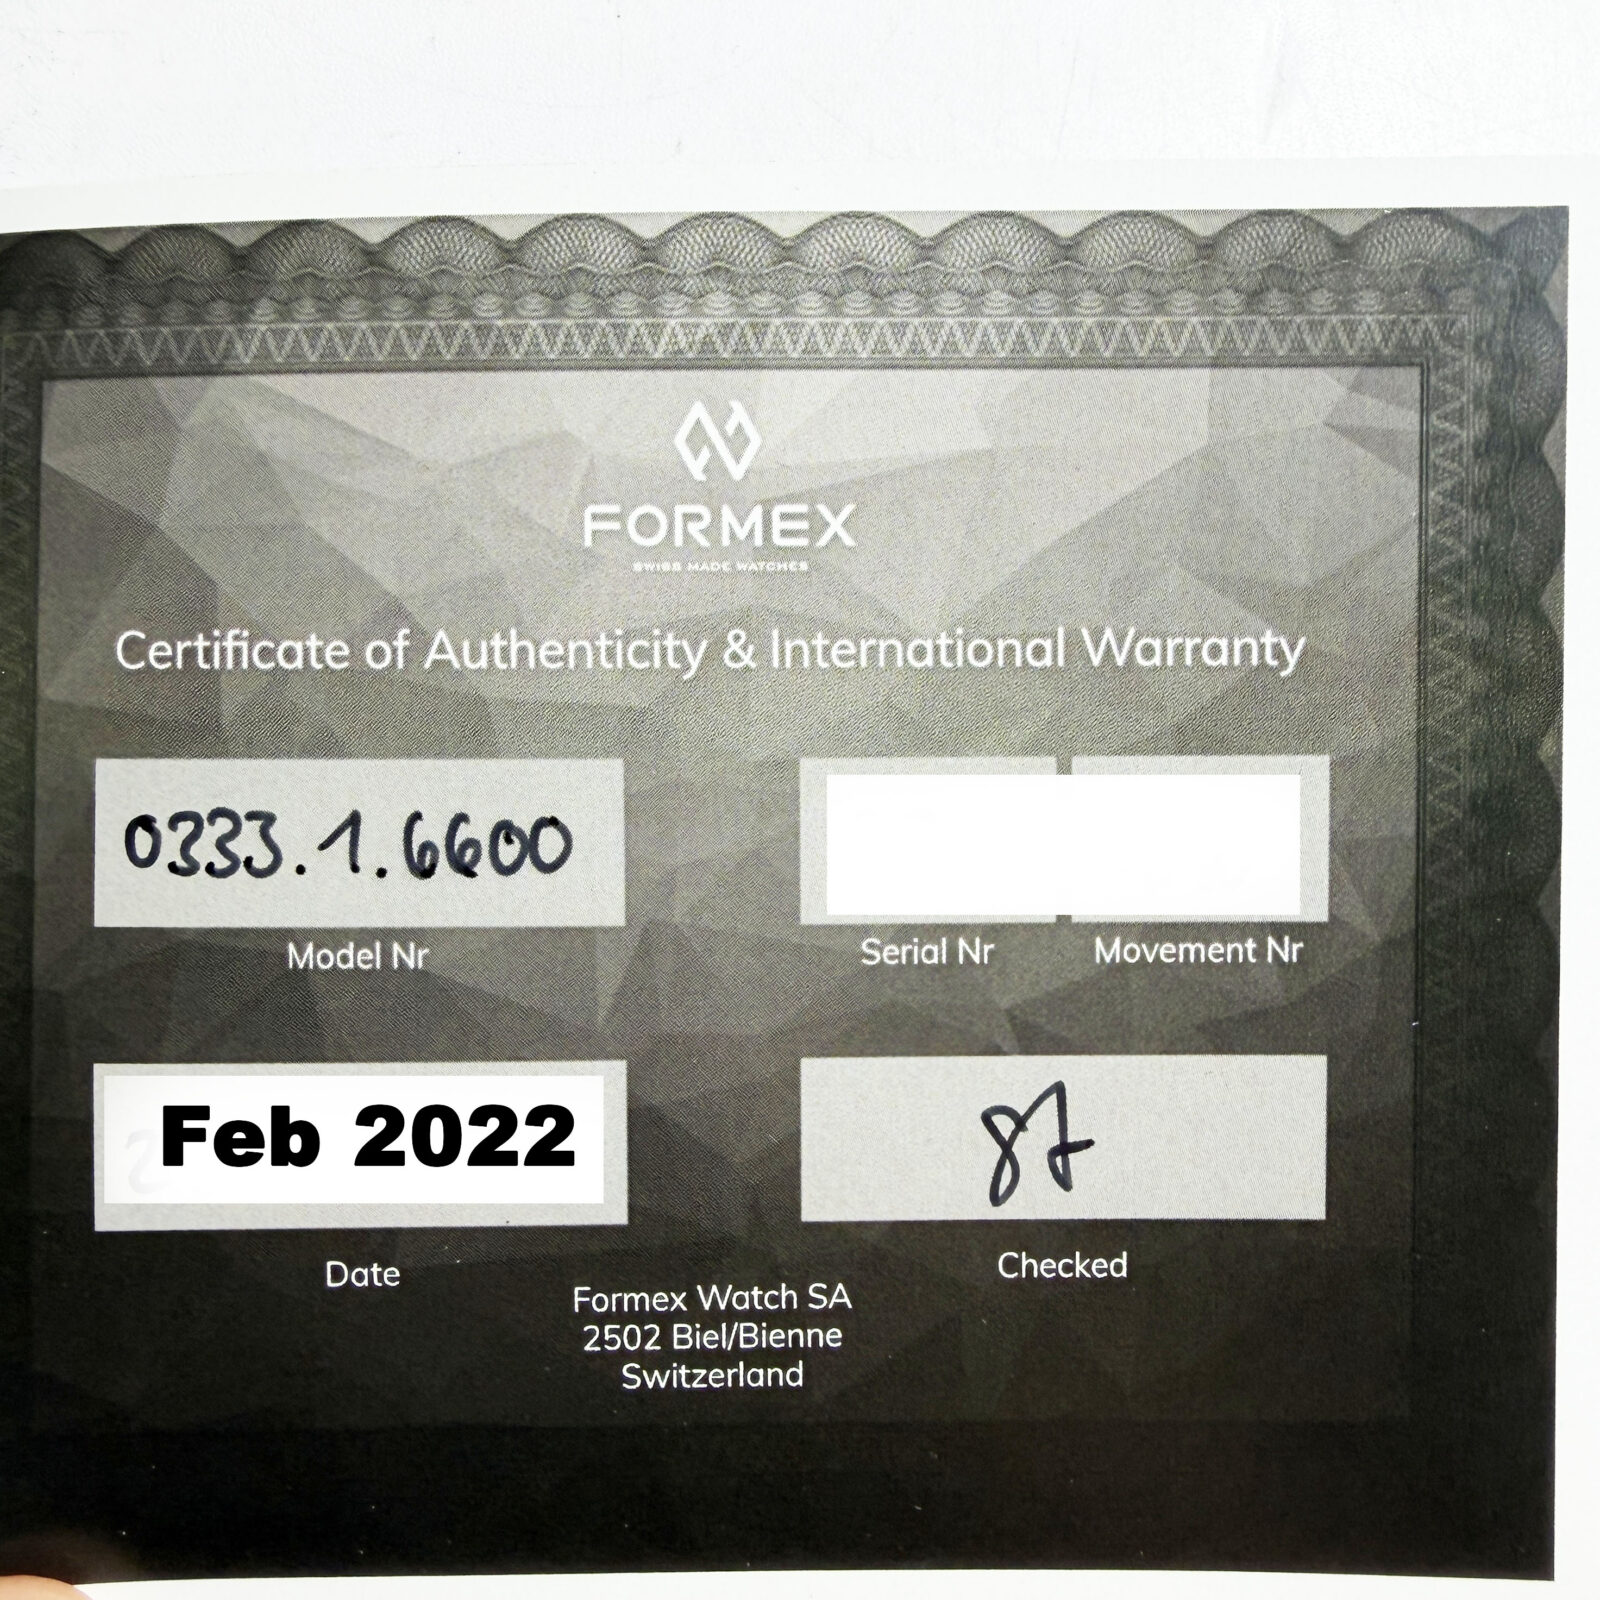 FORMEX
SWISS MADE WATCHES
Certificate of Authenticity & International Warranty
0333.1.6600
Model Nr
Serial Nr
Movement Nr
Feb 2022
Date
87
Checked
Formex Watch SA
2502 Biel/Bienne
Switzerland